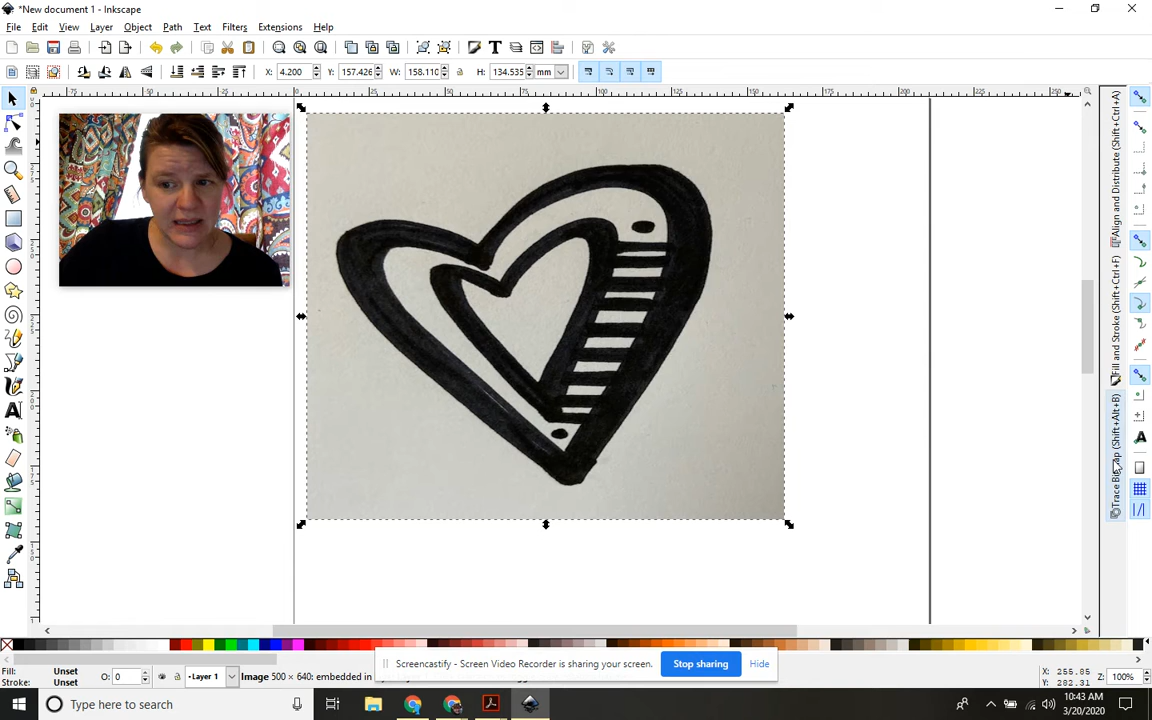 *New document 1 - Inkscape
File Edit View Layer Object Path Text Filters Extensions Help
X: 4.200 Y: 157.426 W: 158.110 H: 134.535 mm
Align and Distribute (Shift+Ctrl+A)
Fill and Stroke (Shift+Ctrl+F)
Trace Bitmap (Shift+Alt+B)
Fill: Unset
Stroke: Unset
O: 0
Layer 1
Image 500 × 640: embedded in
Screencastify - Screen Video Recorder is sharing your screen.
Stop sharing
Hide
X: 255.85
Y: 282.31
Z: 100%
Type here to search
10:43 AM
3/20/2020